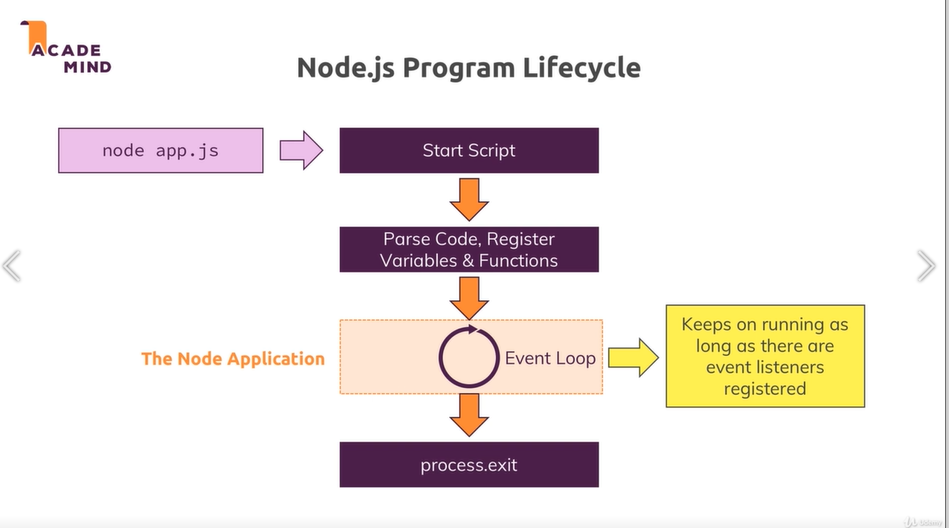 ACADE
MIND
Node.js Program Lifecycle
node app.js
Start Script
Parse Code, Register
Variables & Functions
The Node Application
Event Loop
Keeps on running as
long as there are
event listeners
registered
process.exit